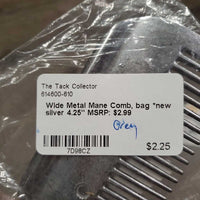 The Tack Collector
614600-610
Wide Metal Mane Comb, bag *new
silver 4.25" MSRP: $2.99
Grey
7D98CZ
$2.25